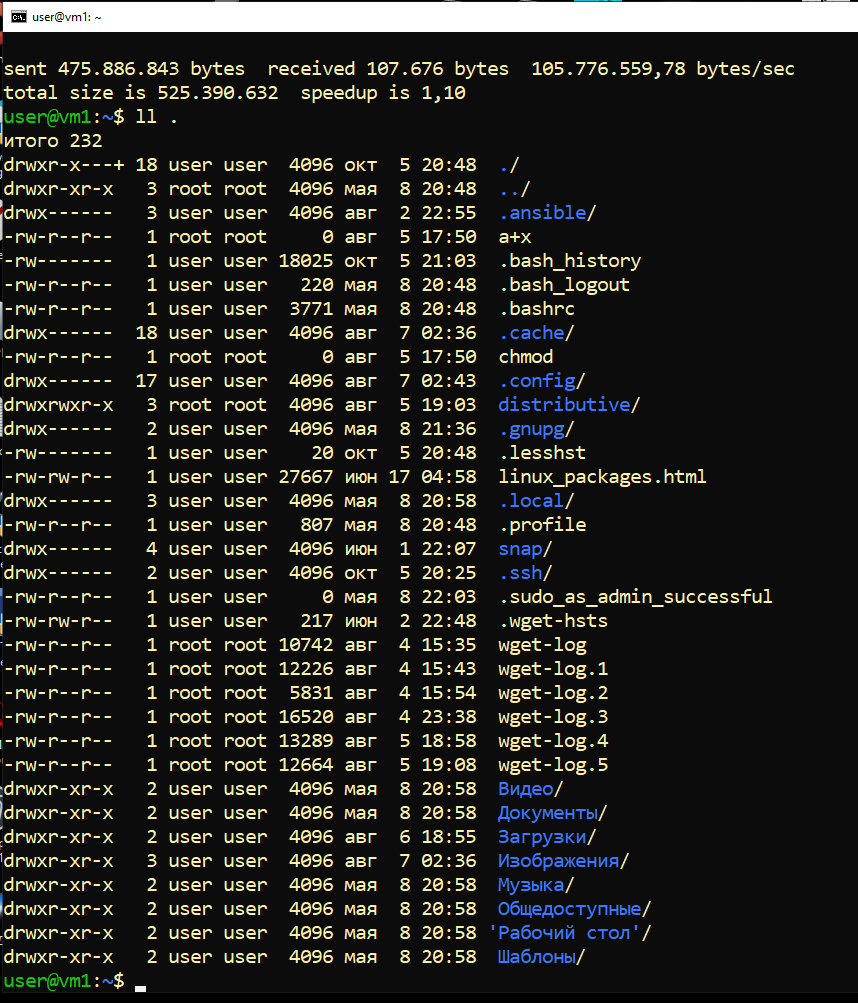 user@vm1: ~
sent 475.886.843 bytes  received 107.676 bytes  105.776.559,78 bytes/sec
total size is 525.390.632  speedup is 1,10
user@vm1:~$ ll .
итого 232
drwxr-x---+ 18 user user  4096 окт  5 20:48  ./
drwxr-xr-x   3 root root  4096 мая  8 20:48  ../
drwx------   3 user user  4096 авг  2 22:55  .ansible/
-rw-r--r--   1 root root     0 авг  5 17:50  a+x
-rw-------   1 user user 18025 окт  5 21:03  .bash_history
-rw-r--r--   1 user user   220 мая  8 20:48  .bash_logout
-rw-r--r--   1 user user  3771 мая  8 20:48  .bashrc
drwx------  18 user user  4096 авг  7 02:36  .cache/
-rw-r--r--   1 root root     0 авг  5 17:50  chmod
drwx------  17 user user  4096 авг  7 02:43  .config/
drwxrwxr-x   3 root root  4096 авг  5 19:03  distributive/
drwx------   2 user user  4096 мая  8 21:36  .gnupg/
-rw-------   1 user user    20 окт  5 20:48  .lesshst
-rw-rw-r--   1 user user 27667 июн 17 04:58  linux_packages.html
drwx------   3 user user  4096 мая  8 20:58  .local/
-rw-r--r--   1 user user   807 мая  8 20:48  .profile
drwx------   4 user user  4096 июн  1 22:07  snap/
drwx------   2 user user  4096 окт  5 20:25  .ssh/
-rw-r--r--   1 user user     0 мая  8 22:03  .sudo_as_admin_successful
-rw-rw-r--   1 user user   217 июн  2 22:48  .wget-hsts
-rw-r--r--   1 root root 10742 авг  4 15:35  wget-log
-rw-r--r--   1 root root 12226 авг  4 15:43  wget-log.1
-rw-r--r--   1 root root  5831 авг  4 15:54  wget-log.2
-rw-r--r--   1 root root 16520 авг  4 23:38  wget-log.3
-rw-r--r--   1 root root 13289 авг  5 18:58  wget-log.4
-rw-r--r--   1 root root 12664 авг  5 19:08  wget-log.5
drwxr-xr-x   2 user user  4096 мая  8 20:58  Видео/
drwxr-xr-x   2 user user  4096 мая  8 20:58  Документы/
drwxr-xr-x   2 user user  4096 авг  6 18:55  Загрузки/
drwxr-xr-x   3 user user  4096 авг  7 02:36  Изображения/
drwxr-xr-x   2 user user  4096 мая  8 20:58  Музыка/
drwxr-xr-x   2 user user  4096 мая  8 20:58  Общедоступные/
drwxr-xr-x   2 user user  4096 мая  8 20:58 'Рабочий стол'/
drwxr-xr-x   2 user user  4096 мая  8 20:58  Шаблоны/
user@vm1:~$